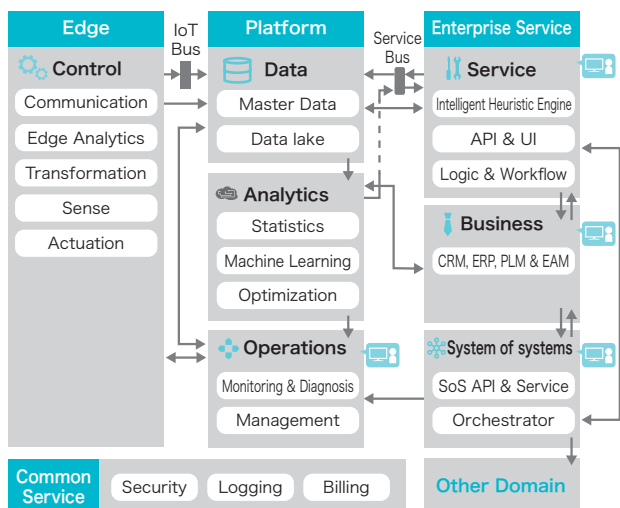 Edge
IoT
Bus
Platform
Service
Bus
Enterprise Service
Control
Communication
Edge Analytics
Transformation
Sense
Actuation
Data
Master Data
Data lake
Analytics
Statistics
Machine Learning
Optimization
Operations
Monitoring & Diagnosis
Management
Service
Intelligent Heuristic Engine
API & UI
Logic & Workflow
Business
CRM, ERP, PLM & EAM
System of systems
SoS API & Service
Orchestrator
Other Domain
Common
Service
Security
Logging
Billing